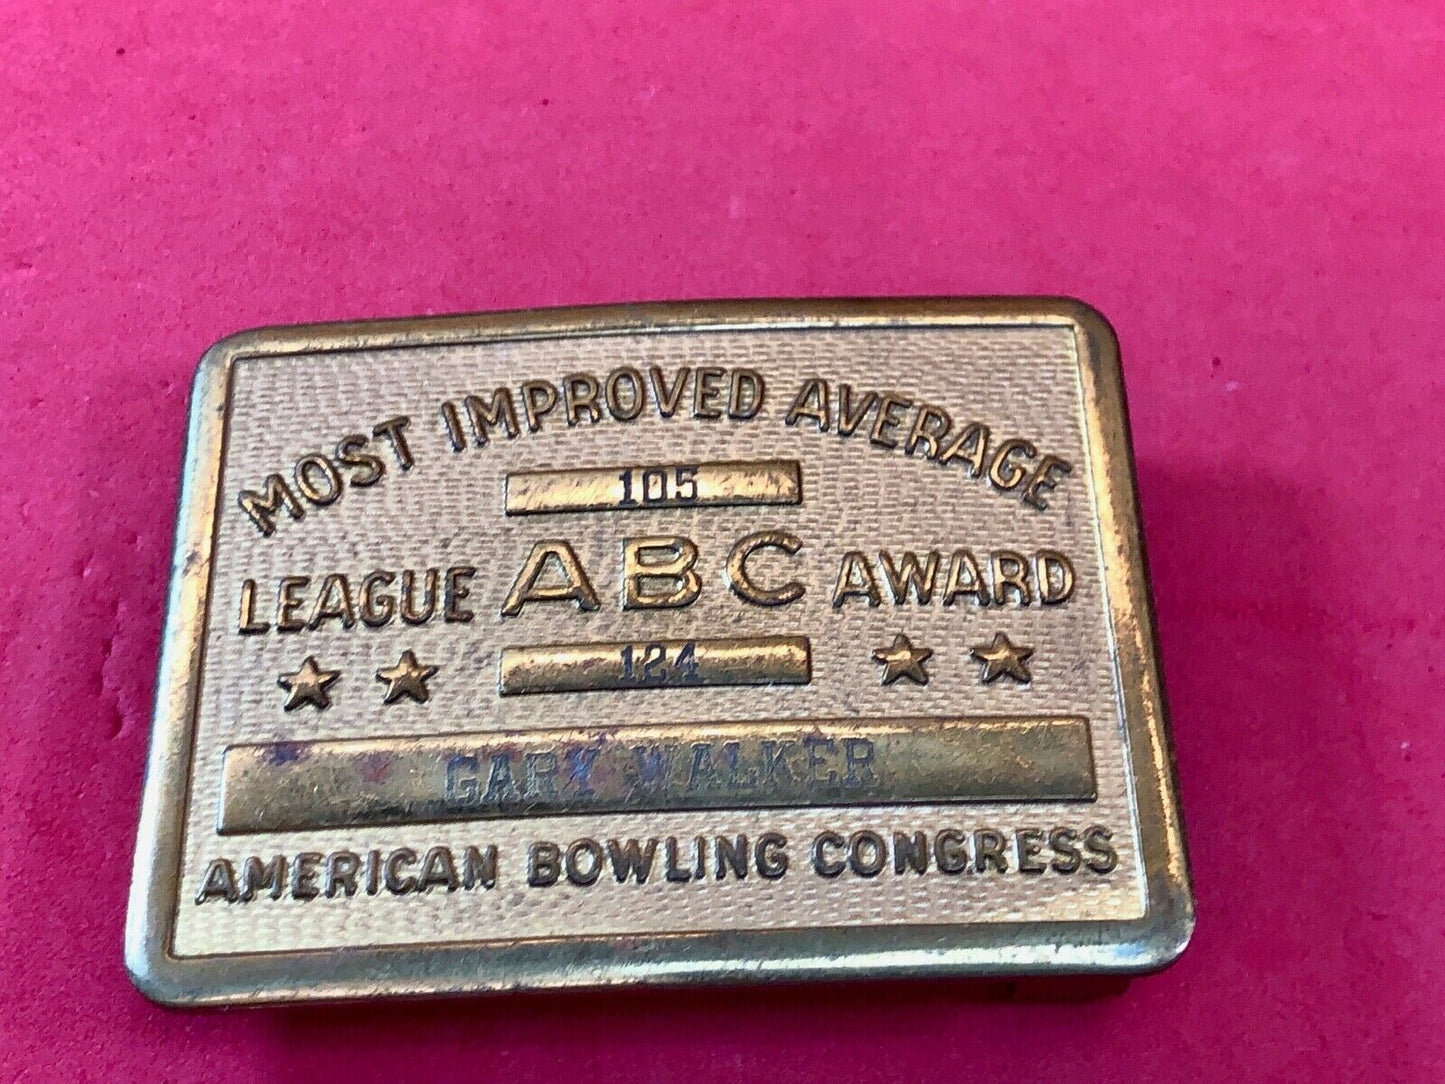 MOST IMPROVED AVERAGE
105
LEAGUE ABC AWARD
124
GARY WALKER
AMERICAN BOWLING CONGRESS